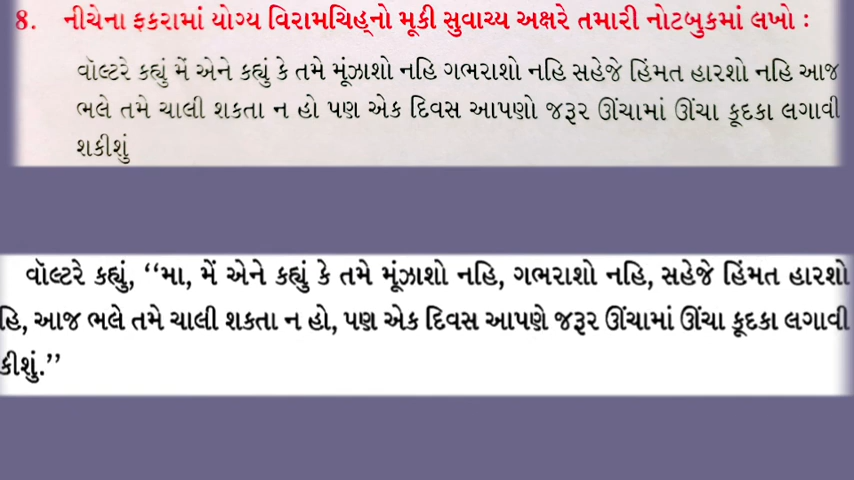 8. નીચેના ફકરામાં યોગ્ય વિરામચિહ્નો મૂકી સુવાચ્ય અક્ષરે તમારી નોટબુકમાં લખો :
વૉલ્ટરે કહ્યું મેં એને કહ્યું કે તમે મૂંઝાશો નહિ ગભરાશો નહિ સહેજે હિંમત હારશો નહિ આજ
ભલે તમે ચાલી શકતા ન હો પણ એક દિવસ આપણો જરૂર ઊંચામાં ઊંચા કૂદકા લગાવી
શકીશું
વૉલ્ટરે કહ્યું, ‘‘મા, મેં એને કહ્યું કે તમે મૂંઝાશો નહિ, ગભરાશો નહિ, સહેજે હિંમત હારશો
હિ, આજ ભલે તમે ચાલી શકતા ન હો, પણ એક દિવસ આપણે જરૂર ઊંચામાં ઊંચા કૂદકા લગાવી
કીશું.’’